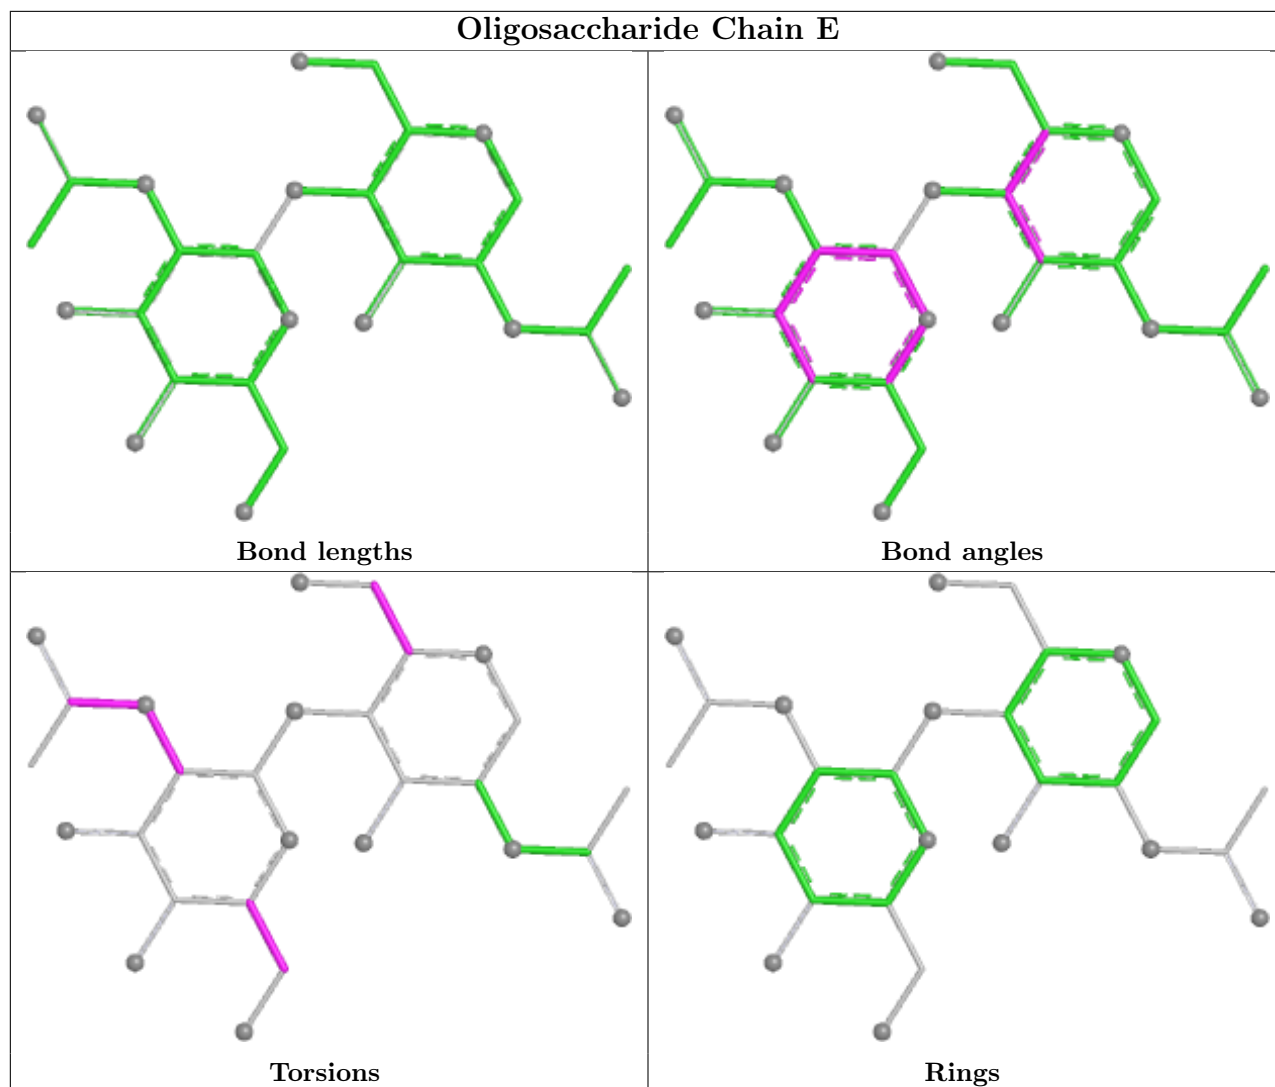 Oligosaccharide Chain E
Bond lengths
Bond angles
Torsions
Rings